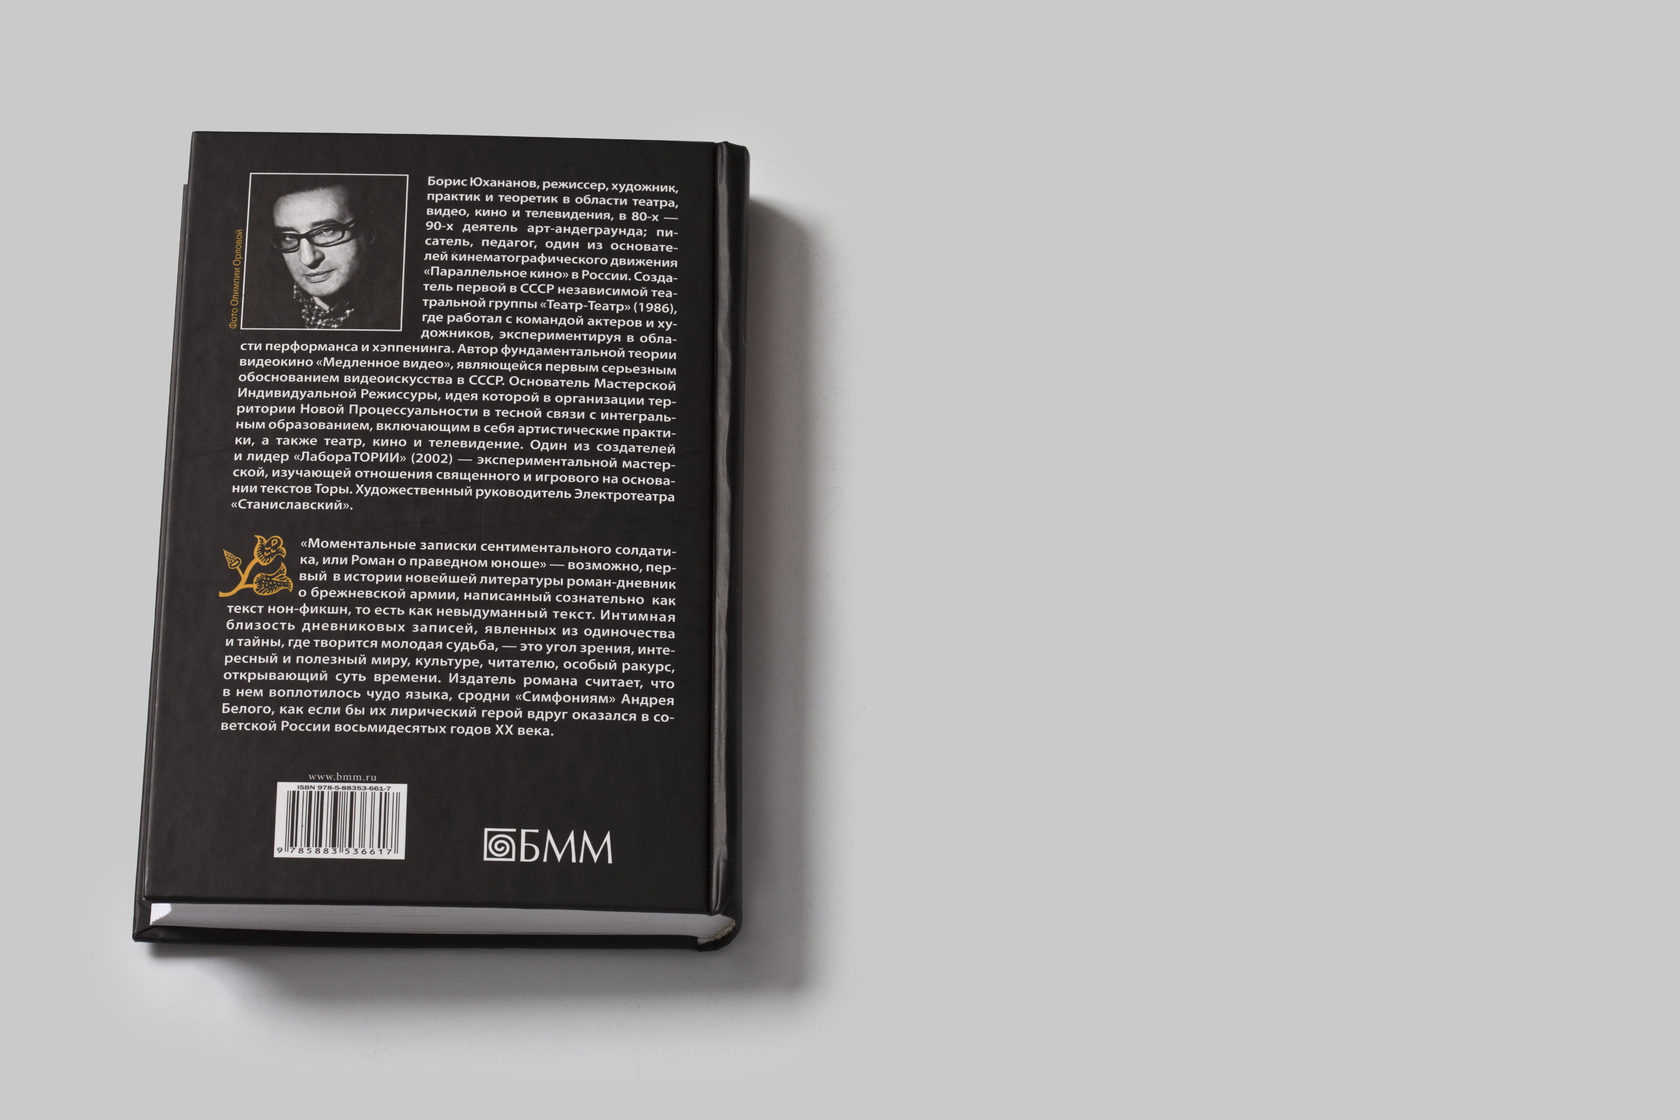 Фото Олимпии Орловой
Борис Юхананов, режиссер, художник,
практик и теоретик в области театра,
видео, кино и телевидения, в 80-х —
90-х деятель арт-андеграунда; пи-
сатель, педагог, один из основате-
лей кинематографического движения
«Параллельное кино» в России. Созда-
тель первой в СССР независимой теа-
тральной группы «Театр-Театр» (1986),
где работал с командой актеров и ху-
дожников, экспериментируя в обла-
сти перформанса и хэппенинга. Автор фундаментальной теории
видеокино «Медленное видео», являющейся первым серьезным
обоснованием видеоискусства в СССР. Основатель Мастерской
Индивидуальной Режиссуры, идея которой в организации тер-
ритории Новой Процессуальности в тесной связи с интеграль-
ным образованием, включающим в себя артистические практи-
ки, а также театр, кино и телевидение. Один из создателей
и лидер «ЛабораТОРИИ» (2002) — экспериментальной мастер-
ской, изучающей отношения священного и игрового на основа-
нии текстов Торы. Художественный руководитель Электротеатра
«Станиславский».
«Моментальные записки сентиментального солдати-
ка, или Роман о праведном юноше» — возможно, пер-
вый в истории новейшей литературы роман-дневник
о брежневской армии, написанный сознательно как
текст нон-фикшн, то есть как невыдуманный текст. Интимная
близость дневниковых записей, явленных из одиночества
и тайны, где творится молодая судьба, — это угол зрения, инте-
ресный и полезный миру, культуре, читателю, особый ракурс,
открывающий суть времени. Издатель романа считает, что
в нем воплотилось чудо языка, сродни «Симфониям» Андрея
Белого, как если бы их лирический герой вдруг оказался в со-
ветской России восьмидесятых годов XX века.
www.bmm.ru
ISBN 978-5-88353-661-7
9 785883 536617
БММ